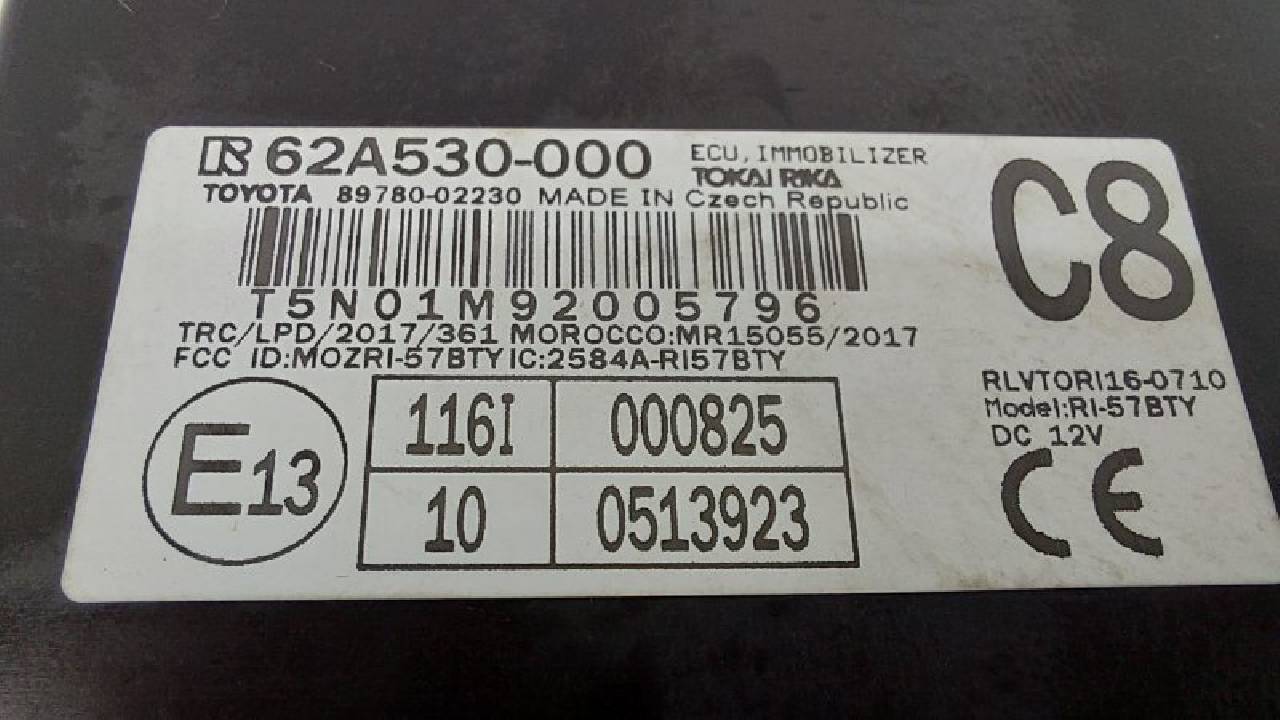 62A530-000 ECU, IMMOBILIZER
TOKAI RIKA
TOYOTA 89780-02230 MADE IN Czech Republic
C8
T5N01M92005796
TRC/LPD/2017/361 MOROCCO:MR15055/2017
FCC ID:MOZRI-57BTY IC:2584A-RI57BTY
RLVTORI16-0710
Model:RI-57BTY
DC 12V
CE
E13
116I 000825
10 0513923